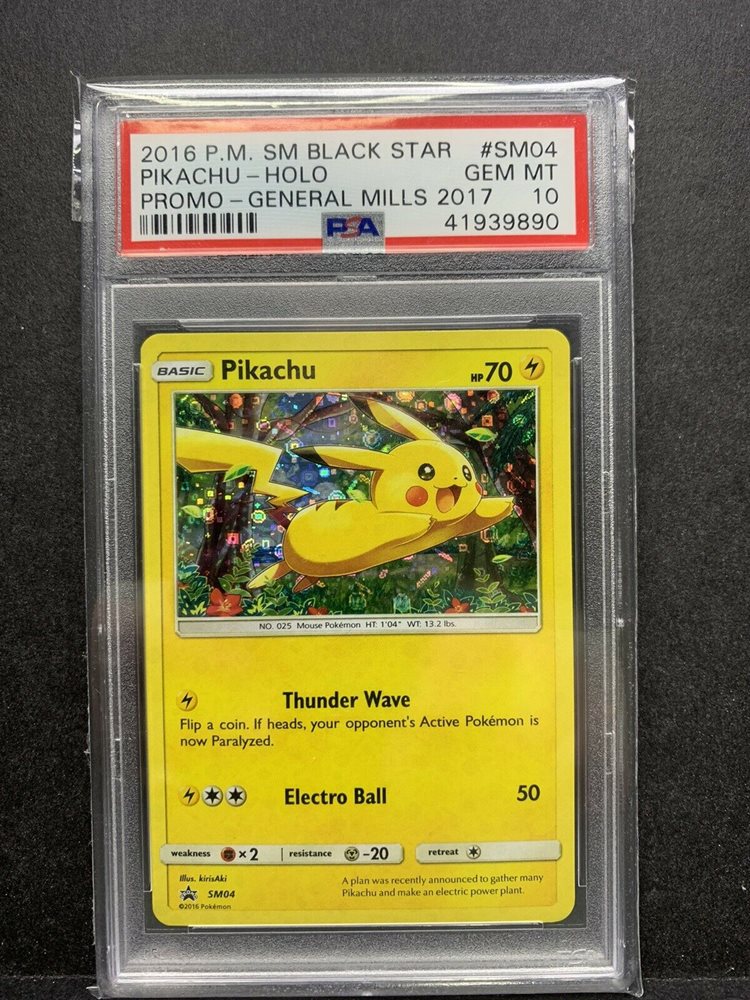 2016 P.M. SM BLACK STAR #SM04
PIKACHU - HOLO GEM MT
PROMO - GENERAL MILLS 2017 10
PSA 41939890
BASIC Pikachu HP 70
NO. 025 Mouse Pokémon HT: 1'04" WT: 13.2 lbs.
Thunder Wave
Flip a coin. If heads, your opponent's Active Pokémon is
now Paralyzed.
Electro Ball 50
weakness ×2 resistance -20 retreat
Illus. kirisAki
SM04
©2016 Pokémon
A plan was recently announced to gather many
Pikachu and make an electric power plant.